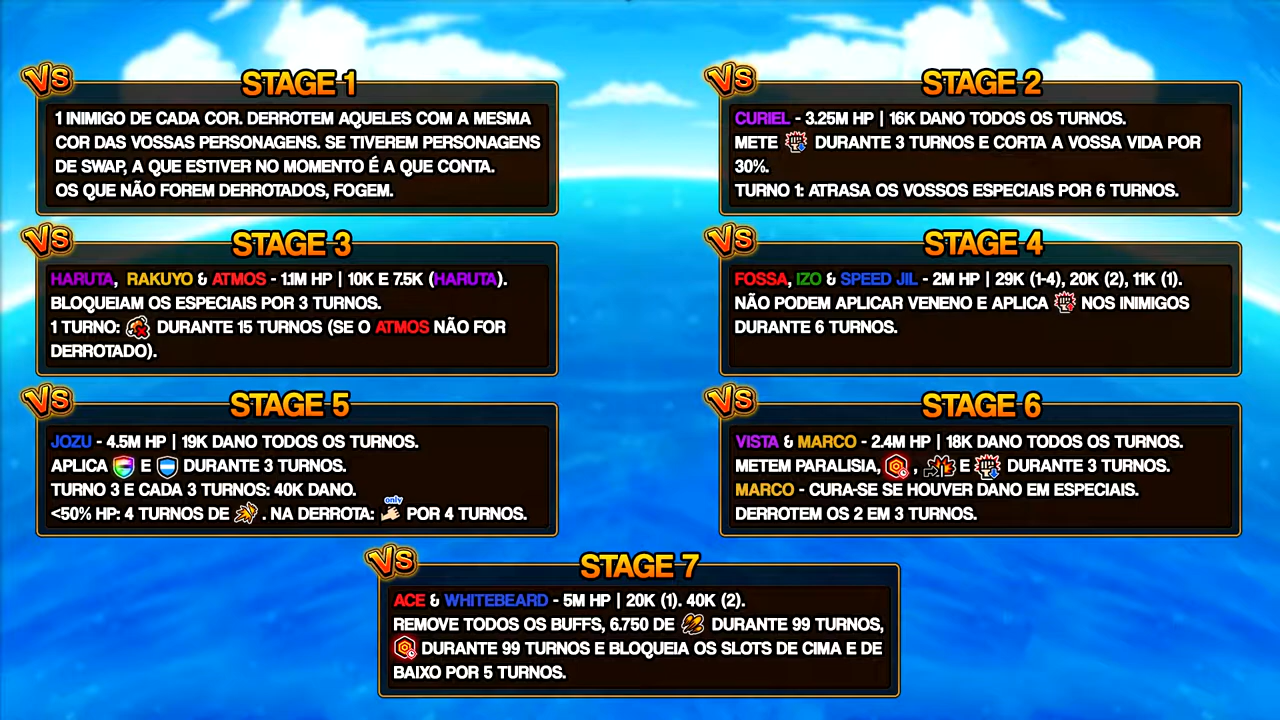 VS STAGE 1
1 INIMIGO DE CADA COR. DERROTEM AQUELES COM A MESMA
COR DAS VOSSAS PERSONAGENS. SE TIVEREM PERSONAGENS
DE SWAP, A QUE ESTIVER NO MOMENTO É A QUE CONTA.
OS QUE NÃO FOREM DERROTADOS, FOGEM.
VS STAGE 2
CURIEL - 3.25M HP | 16K DANO TODOS OS TURNOS.
METE DURANTE 3 TURNOS E CORTA A VOSSA VIDA POR
30%.
TURNO 1: ATRASA OS VOSSOS ESPECIAIS POR 6 TURNOS.
VS STAGE 3
HARUTA, RAKUYO & ATMOS - 1.1M HP | 10K E 7.5K (HARUTA).
BLOQUEIAM OS ESPECIAIS POR 3 TURNOS.
1 TURNO: DURANTE 15 TURNOS (SE O ATMOS NÃO FOR
DERROTADO).
VS STAGE 4
FOSSA, IZO & SPEED JIL - 2M HP | 29K (1-4), 20K (2), 11K (1).
NÃO PODEM APLICAR VENENO E APLICA NOS INIMIGOS
DURANTE 6 TURNOS.
VS STAGE 5
JOZU - 4.5M HP | 19K DANO TODOS OS TURNOS.
APLICA E DURANTE 3 TURNOS.
TURNO 3 E CADA 3 TURNOS: 40K DANO.
<50% HP: 4 TURNOS DE . NA DERROTA: only POR 4 TURNOS.
VS STAGE 6
VISTA & MARCO - 2.4M HP | 18K DANO TODOS OS TURNOS.
METEM PARALISIA, , E DURANTE 3 TURNOS.
MARCO - CURA-SE SE HOUVER DANO EM ESPECIAIS.
DERROTEM OS 2 EM 3 TURNOS.
VS STAGE 7
ACE & WHITEBEARD - 5M HP | 20K (1). 40K (2).
REMOVE TODOS OS BUFFS, 6.750 DE DURANTE 99 TURNOS,
DURANTE 99 TURNOS E BLOQUEIA OS SLOTS DE CIMA E DE
BAIXO POR 5 TURNOS.